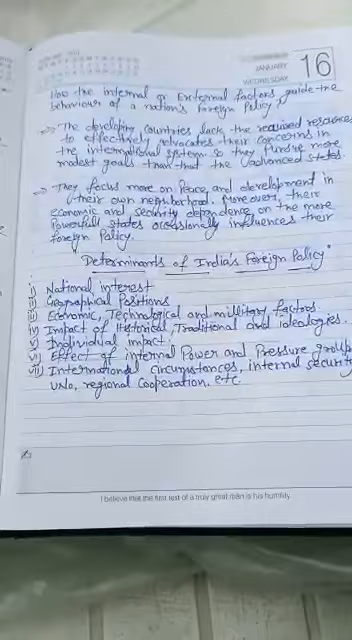 JANUARY
WEDNESDAY
16
How the internal or External factors guide the
behaviour of a nation's Foreign Policy
The developing Countries lack the required resources
to effectively advocates their concerns in
the international system so they pursue more
modest goals than that the advanced states.
They focus more on Peace and development in
their own neighborhood. Moreover, their
economic and security dependence on the more
Powerfull states occasionally influences their
foreign Policy.
Determinants of India's Foreign Policy
i) National interest
ii) Geographical Positions
iii) Economic, Technological and military factors.
iv) Impact of Historical, Traditional and ideologies.
v) Individual impact.
vi) Effect of internal Power and Pressure groups
vii) International circumstances, internal security
UNO, regional Cooperation, etc.
I believe that the first test of a truly great man is his humility.